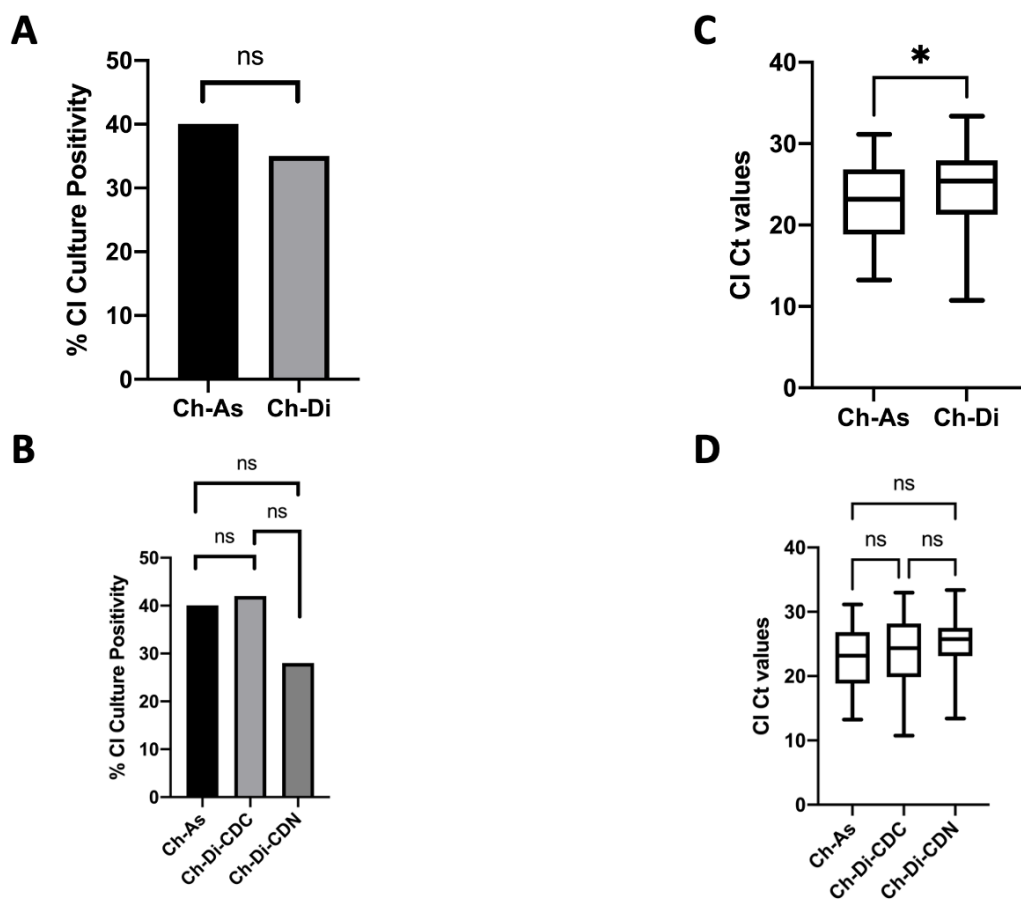 A
ns
50
40
30
20
10
0
% CI Culture Positivity
Ch-As Ch-Di
C
*
40
30
20
10
0
CI Ct values
Ch-As Ch-Di
B
ns
ns
ns
50
40
30
20
10
0
% CI Culture Positivity
Ch-As
Ch-Di-CDC
Ch-Di-CDN
D
ns
ns ns
40
30
20
10
0
CI Ct values
Ch-As
Ch-Di-CDC
Ch-Di-CDN